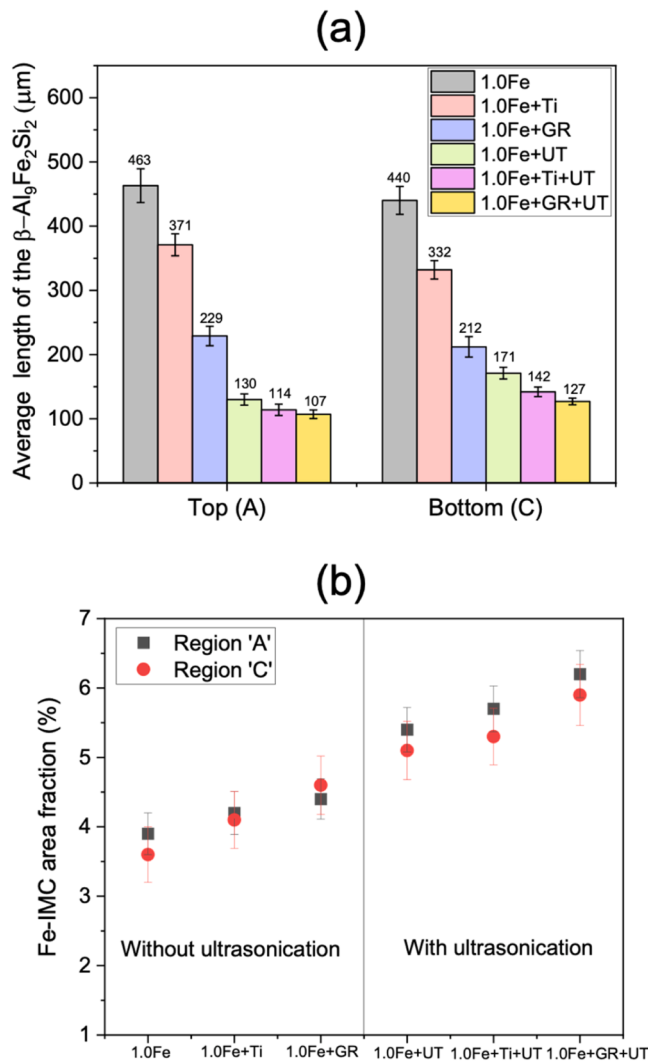 (a)
Average length of the β–Al₉Fe₂Si₂ (μm)
600
500
400
300
200
100
0
1.0Fe
1.0Fe+Ti
1.0Fe+GR
1.0Fe+UT
1.0Fe+Ti+UT
1.0Fe+GR+UT
463
371
229
130
114
107
440
332
212
171
142
127
Top (A)
Bottom (C)
(b)
Fe-IMC area fraction (%)
7
6
5
4
3
2
1
Region 'A'
Region 'C'
Without ultrasonication
With ultrasonication
1.0Fe
1.0Fe+Ti
1.0Fe+GR
1.0Fe+UT
1.0Fe+Ti+UT
1.0Fe+GR+UT